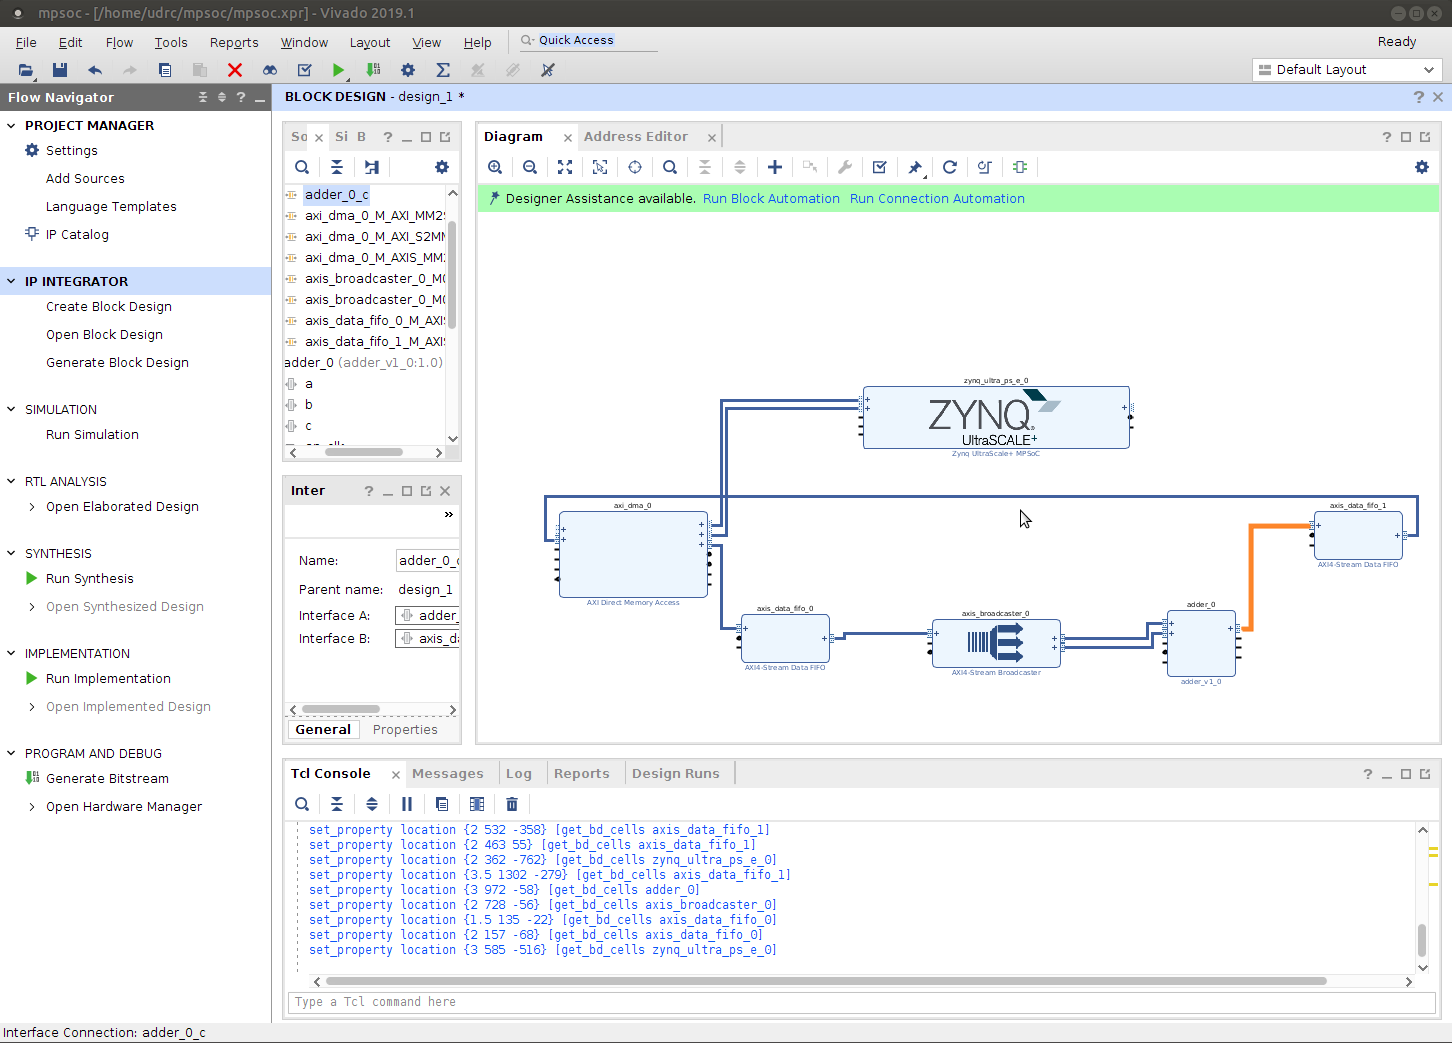 mpsoc - [/home/udrc/mpsoc/mpsoc.xpr] - Vivado 2019.1
File Edit Flow Tools Reports Window Layout View Help Quick Access Ready
Default Layout
Flow Navigator
PROJECT MANAGER
Settings
Add Sources
Language Templates
IP Catalog
IP INTEGRATOR
Create Block Design
Open Block Design
Generate Block Design
SIMULATION
Run Simulation
RTL ANALYSIS
Open Elaborated Design
SYNTHESIS
Run Synthesis
Open Synthesized Design
IMPLEMENTATION
Run Implementation
Open Implemented Design
PROGRAM AND DEBUG
Generate Bitstream
Open Hardware Manager
BLOCK DESIGN - design_1 *
So Si B
adder_0_c
axi_dma_0_M_AXI_MM2S
axi_dma_0_M_AXI_S2MM
axi_dma_0_M_AXIS_MM2
axis_broadcaster_0_M0
axis_broadcaster_0_M0
axis_data_fifo_0_M_AXIS
axis_data_fifo_1_M_AXIS
adder_0 (adder_v1_0:1.0)
a
b
c
Inter
Name: adder_0_c
Parent name: design_1
Interface A: adder_
Interface B: axis_da
General Properties
Diagram Address Editor
Designer Assistance available. Run Block Automation Run Connection Automation
zynq_ultra_ps_e_0
ZYNQ
UltraSCALE+
Zynq UltraScale+ MPSoC
axi_dma_0
AXI Direct Memory Access
axis_data_fifo_1
AXI4-Stream Data FIFO
axis_data_fifo_0
AXI4-Stream Data FIFO
axis_broadcaster_0
AXI4-Stream Broadcaster
adder_0
adder_v1_0
Tcl Console Messages Log Reports Design Runs
set_property location {2 532 -358} [get_bd_cells axis_data_fifo_1]
set_property location {2 463 55} [get_bd_cells axis_data_fifo_1]
set_property location {2 362 -762} [get_bd_cells zynq_ultra_ps_e_0]
set_property location {3.5 1302 -279} [get_bd_cells axis_data_fifo_1]
set_property location {3 972 -58} [get_bd_cells adder_0]
set_property location {2 728 -56} [get_bd_cells axis_broadcaster_0]
set_property location {1.5 135 -22} [get_bd_cells axis_data_fifo_0]
set_property location {2 157 -68} [get_bd_cells axis_data_fifo_0]
set_property location {3 585 -516} [get_bd_cells zynq_ultra_ps_e_0]
Type a Tcl command here
Interface Connection: adder_0_c